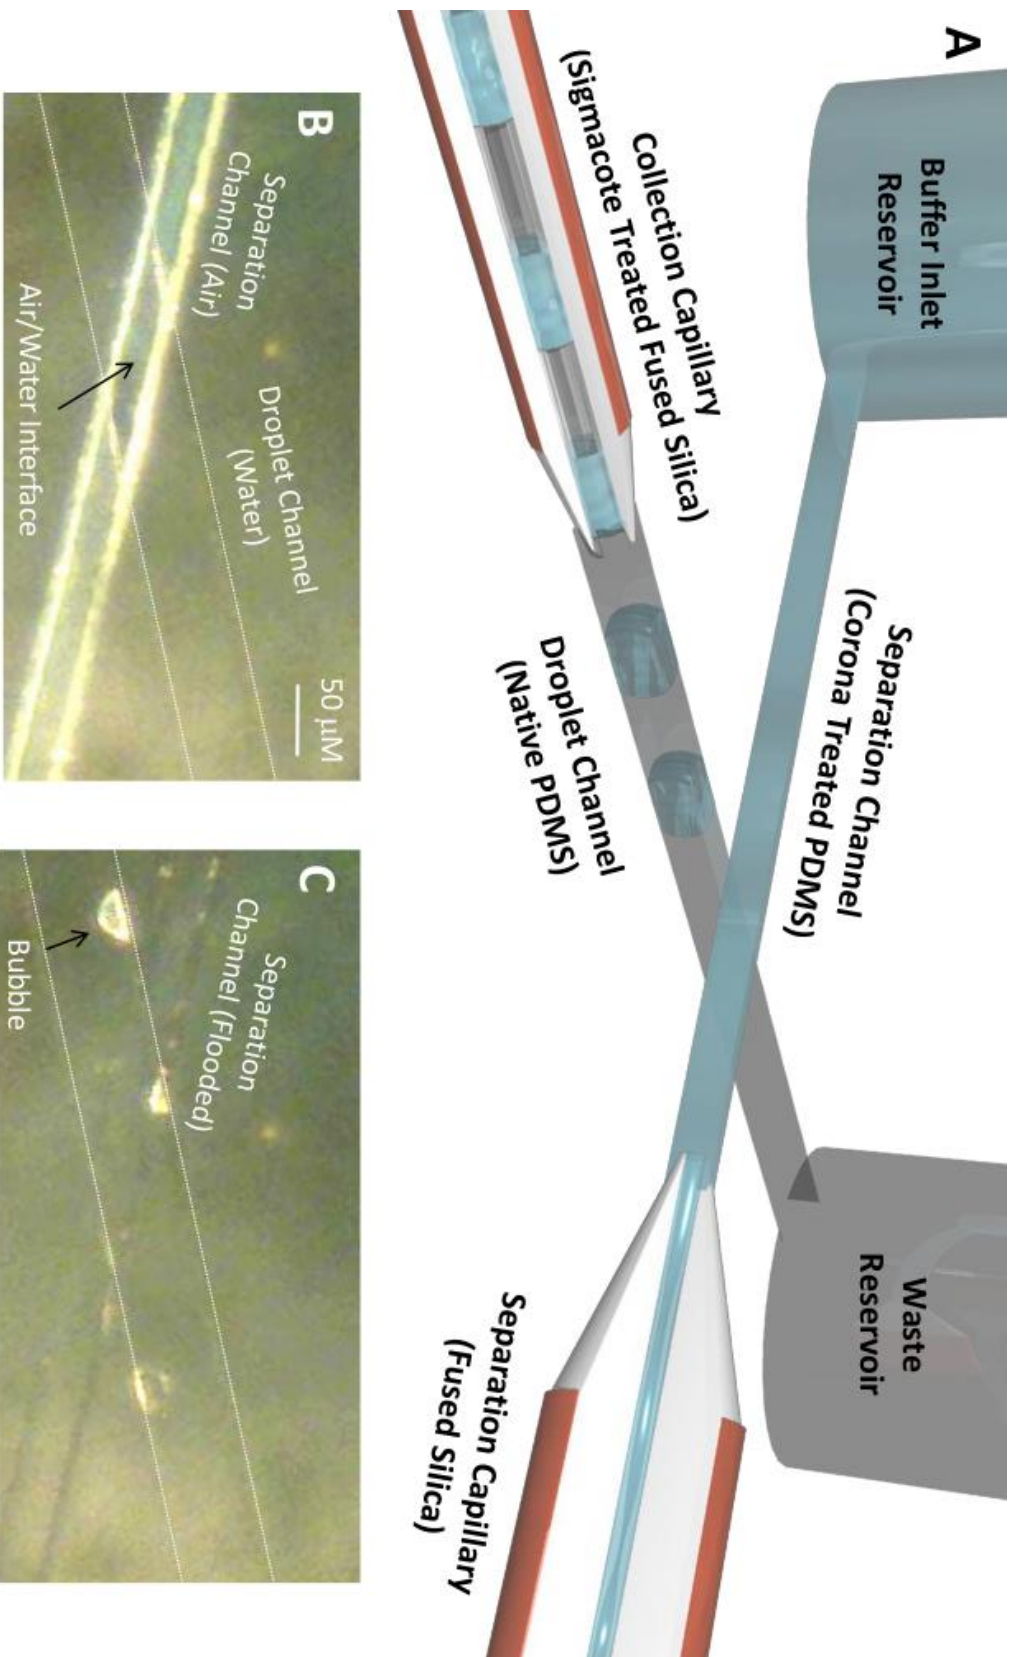 A
Buffer Inlet
Reservoir
Collection Capillary
(Sigmacote Treated Fused Silica)
Separation Channel
(Corona Treated PDMS)
Droplet Channel
(Native PDMS)
Waste
Reservoir
Separation Capillary
(Fused Silica)
B
Separation
Channel (Air)
Droplet Channel
(Water)
50 µM
Air/Water Interface
C
Separation
Channel (Flooded)
Bubble